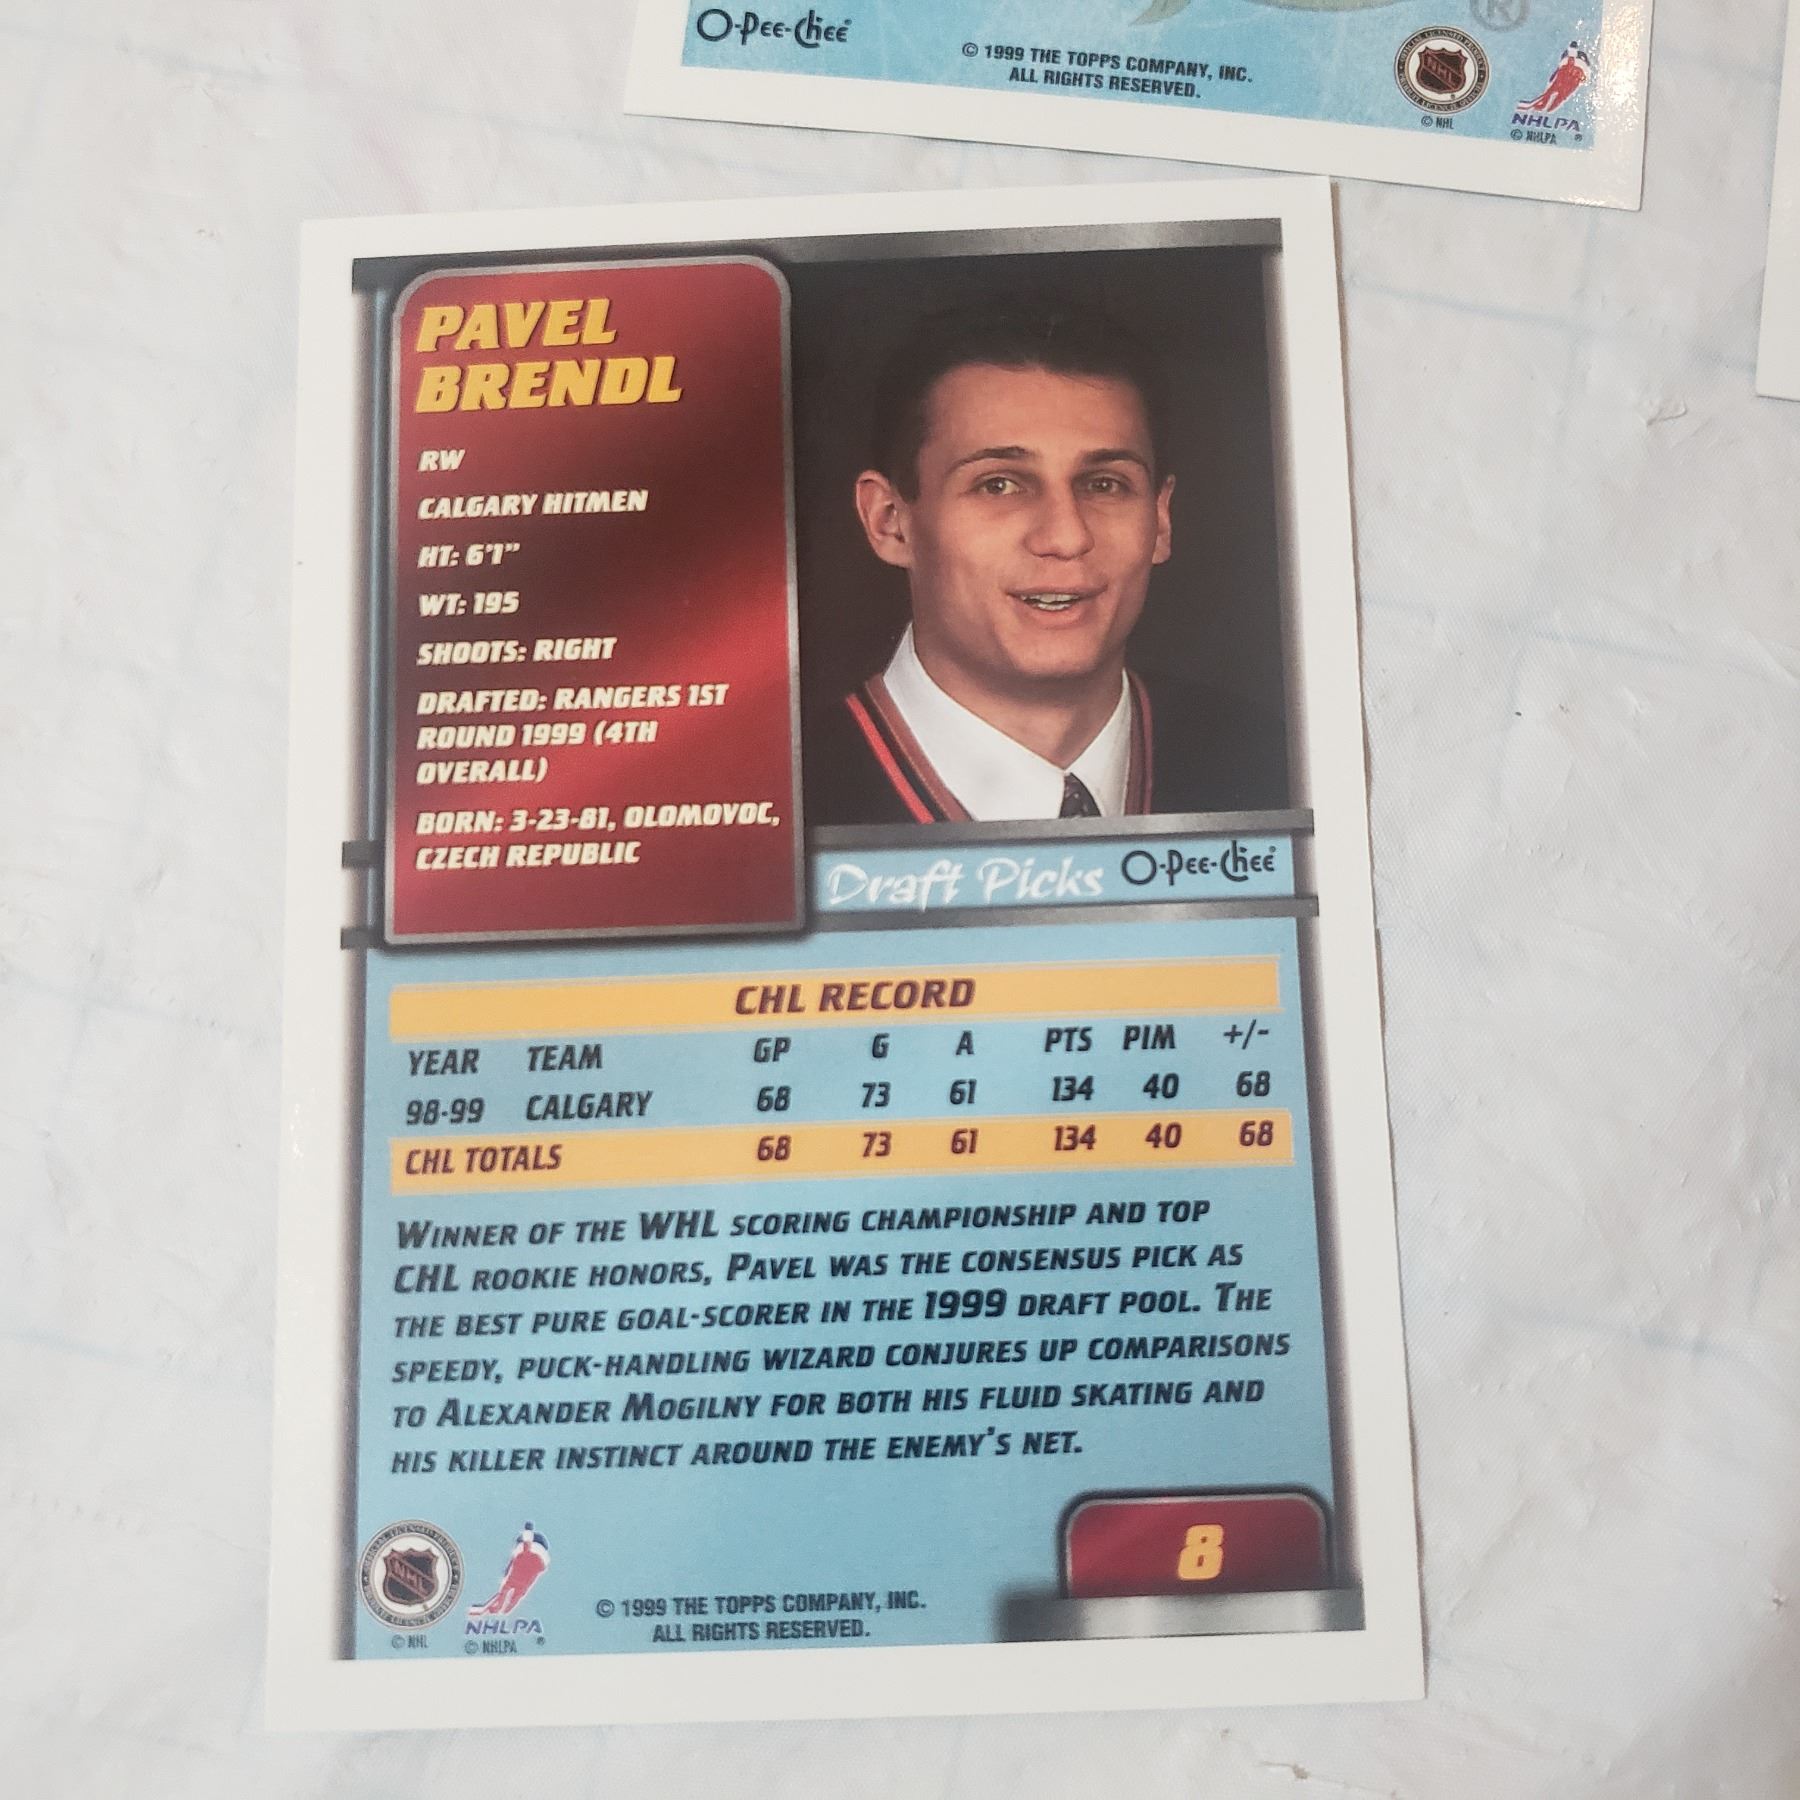 O-Pee-Chee
© 1999 THE TOPPS COMPANY, INC.
ALL RIGHTS RESERVED.
NHL
© NHL
NHLPA
© NHLPA
®
PAVEL
BRENDL
RW
CALGARY HITMEN
HT: 6'1"
WT: 195
SHOOTS: RIGHT
DRAFTED: RANGERS 1ST
ROUND 1999 (4TH
OVERALL)
BORN: 3-23-81, OLOMOVOC,
CZECH REPUBLIC
Draft Picks O-Pee-Chee
CHL RECORD
YEAR TEAM GP G A PTS PIM +/-
98-99 CALGARY 68 73 61 134 40 68
CHL TOTALS 68 73 61 134 40 68
WINNER OF THE WHL SCORING CHAMPIONSHIP AND TOP
CHL ROOKIE HONORS, PAVEL WAS THE CONSENSUS PICK AS
THE BEST PURE GOAL-SCORER IN THE 1999 DRAFT POOL. THE
SPEEDY, PUCK-HANDLING WIZARD CONJURES UP COMPARISONS
TO ALEXANDER MOGILNY FOR BOTH HIS FLUID SKATING AND
HIS KILLER INSTINCT AROUND THE ENEMY'S NET.
8
NHL
© NHL
NHLPA
© NHLPA ®
© 1999 THE TOPPS COMPANY, INC.
ALL RIGHTS RESERVED.